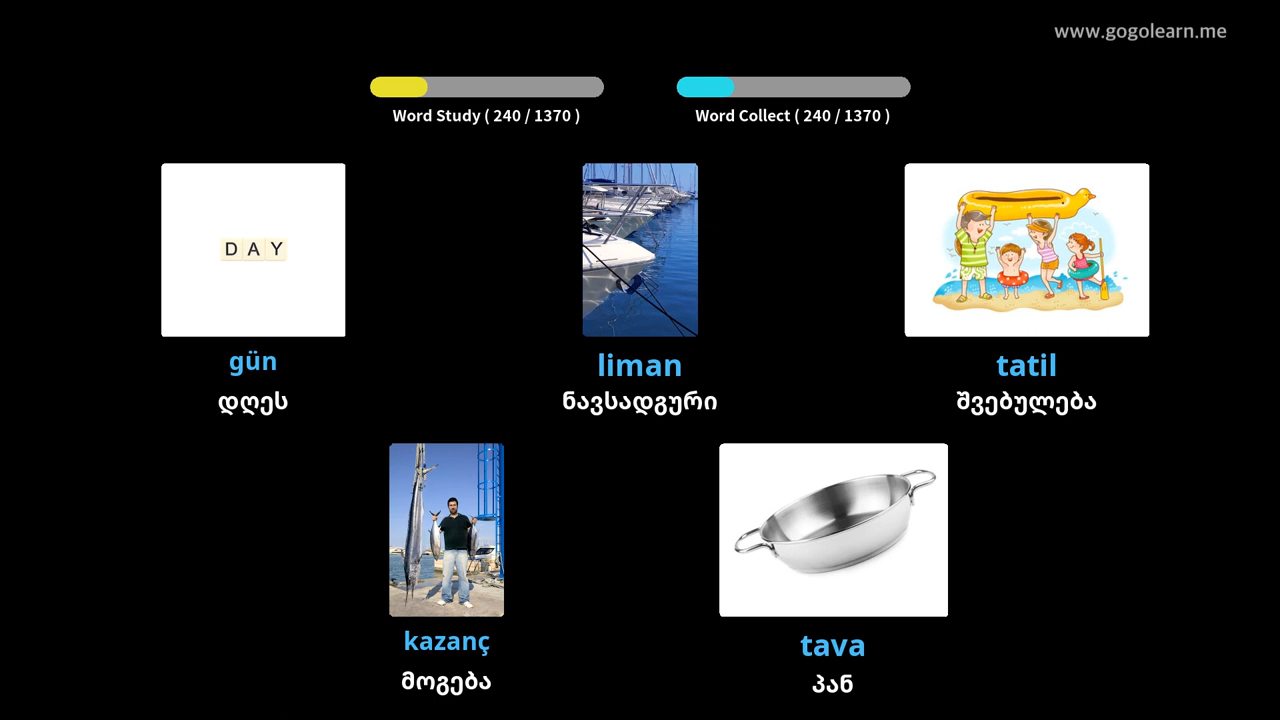 www.gogolearn.me
Word Study ( 240 / 1370 )
Word Collect ( 240 / 1370 )
D A Y
gün
დღეს
liman
ნავსადგური
tatil
შვებულება
kazanç
მოგება
tava
პან